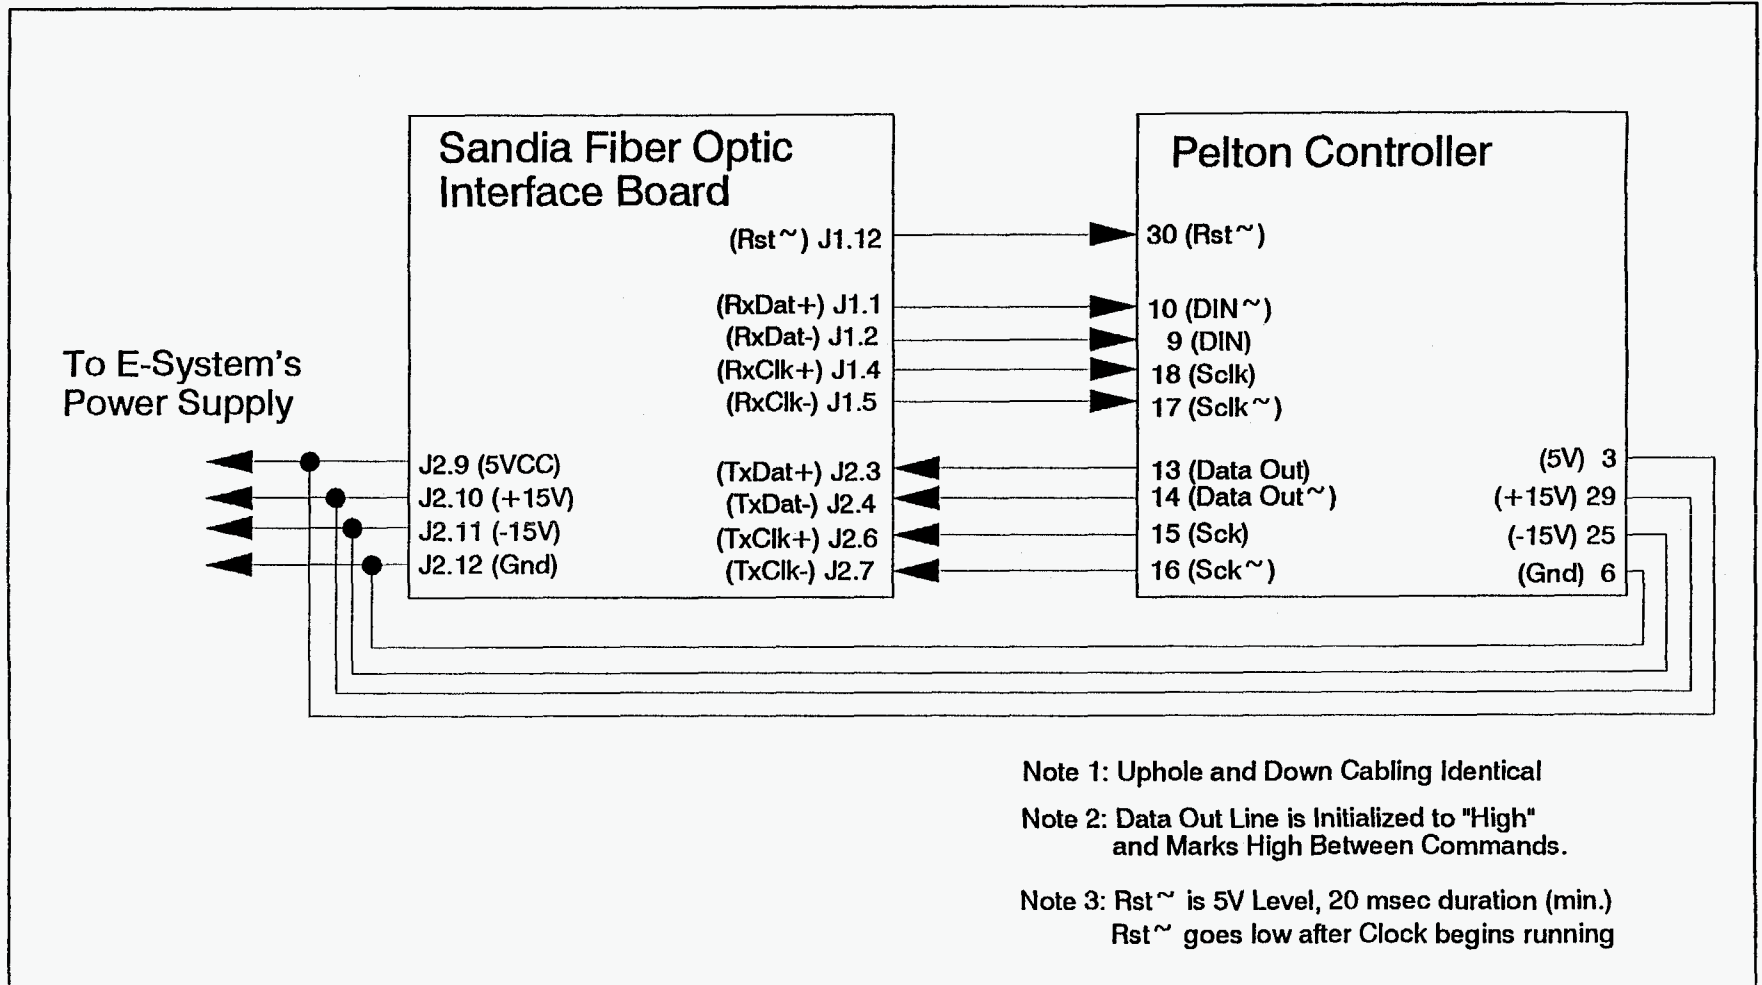 Sandia Fiber Optic
Interface Board
(Rst~) J1.12
(RxDat+) J1.1
(RxDat-) J1.2
(RxClk+) J1.4
(RxClk-) J1.5
(TxDat+) J2.3
(TxDat-) J2.4
(TxClk+) J2.6
(TxClk-) J2.7
To E-System's
Power Supply
J2.9 (5VCC)
J2.10 (+15V)
J2.11 (-15V)
J2.12 (Gnd)
Pelton Controller
30 (Rst~)
10 (DIN~)
9 (DIN)
18 (Sclk)
17 (Sclk~)
13 (Data Out)
14 (Data Out~)
15 (Sck)
16 (Sck~)
(5V) 3
(+15V) 29
(-15V) 25
(Gnd) 6
Note 1: Uphole and Down Cabling Identical
Note 2: Data Out Line is Initialized to "High"
and Marks High Between Commands.
Note 3: Rst~ is 5V Level, 20 msec duration (min.)
Rst~ goes low after Clock begins running